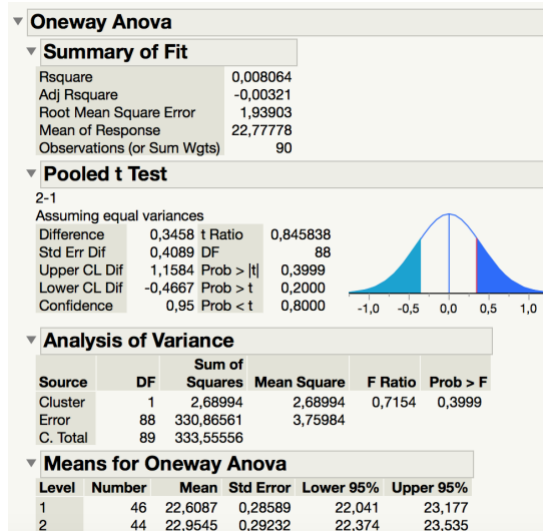 Oneway Anova
Summary of Fit
Rsquare 0,008064
Adj Rsquare -0,00321
Root Mean Square Error 1,93903
Mean of Response 22,77778
Observations (or Sum Wgts) 90
Pooled t Test
2-1
Assuming equal variances
Difference 0,3458 t Ratio 0,845838
Std Err Dif 0,4089 DF 88
Upper CL Dif 1,1584 Prob > |t| 0,3999
Lower CL Dif -0,4667 Prob > t 0,2000
Confidence 0,95 Prob < t 0,8000
-1,0 -0,5 0,0 0,5 1,0
Analysis of Variance
Sum of
Source DF Squares Mean Square F Ratio Prob > F
Cluster 1 2,68994 2,68994 0,7154 0,3999
Error 88 330,86561 3,75984
C. Total 89 333,55556
Means for Oneway Anova
Level Number Mean Std Error Lower 95% Upper 95%
1 46 22,6087 0,28589 22,041 23,177
2 44 22,9545 0,29232 22,374 23,535